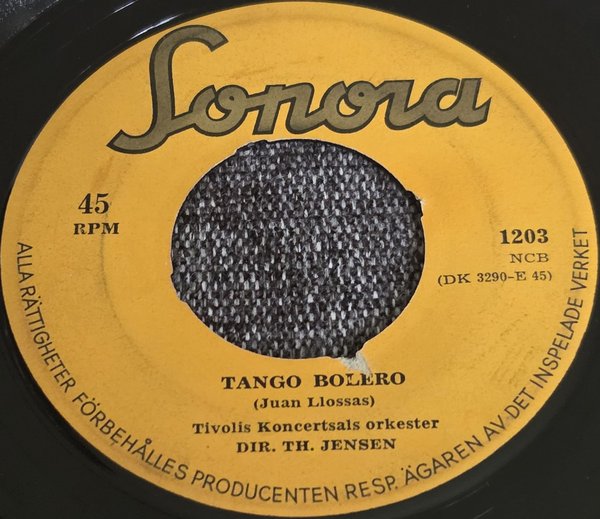 Sonora
45
RPM
1203
NCB
(DK 3290-E 45)
TANGO BOLERO
(Juan Llossas)
Tivolis Koncertsals orkester
DIR. TH. JENSEN
ALLA RÄTTIGHETER FÖRBEHÅLLES PRODUCENTEN RESP. ÄGAREN AV DET INSPELADE VERKET